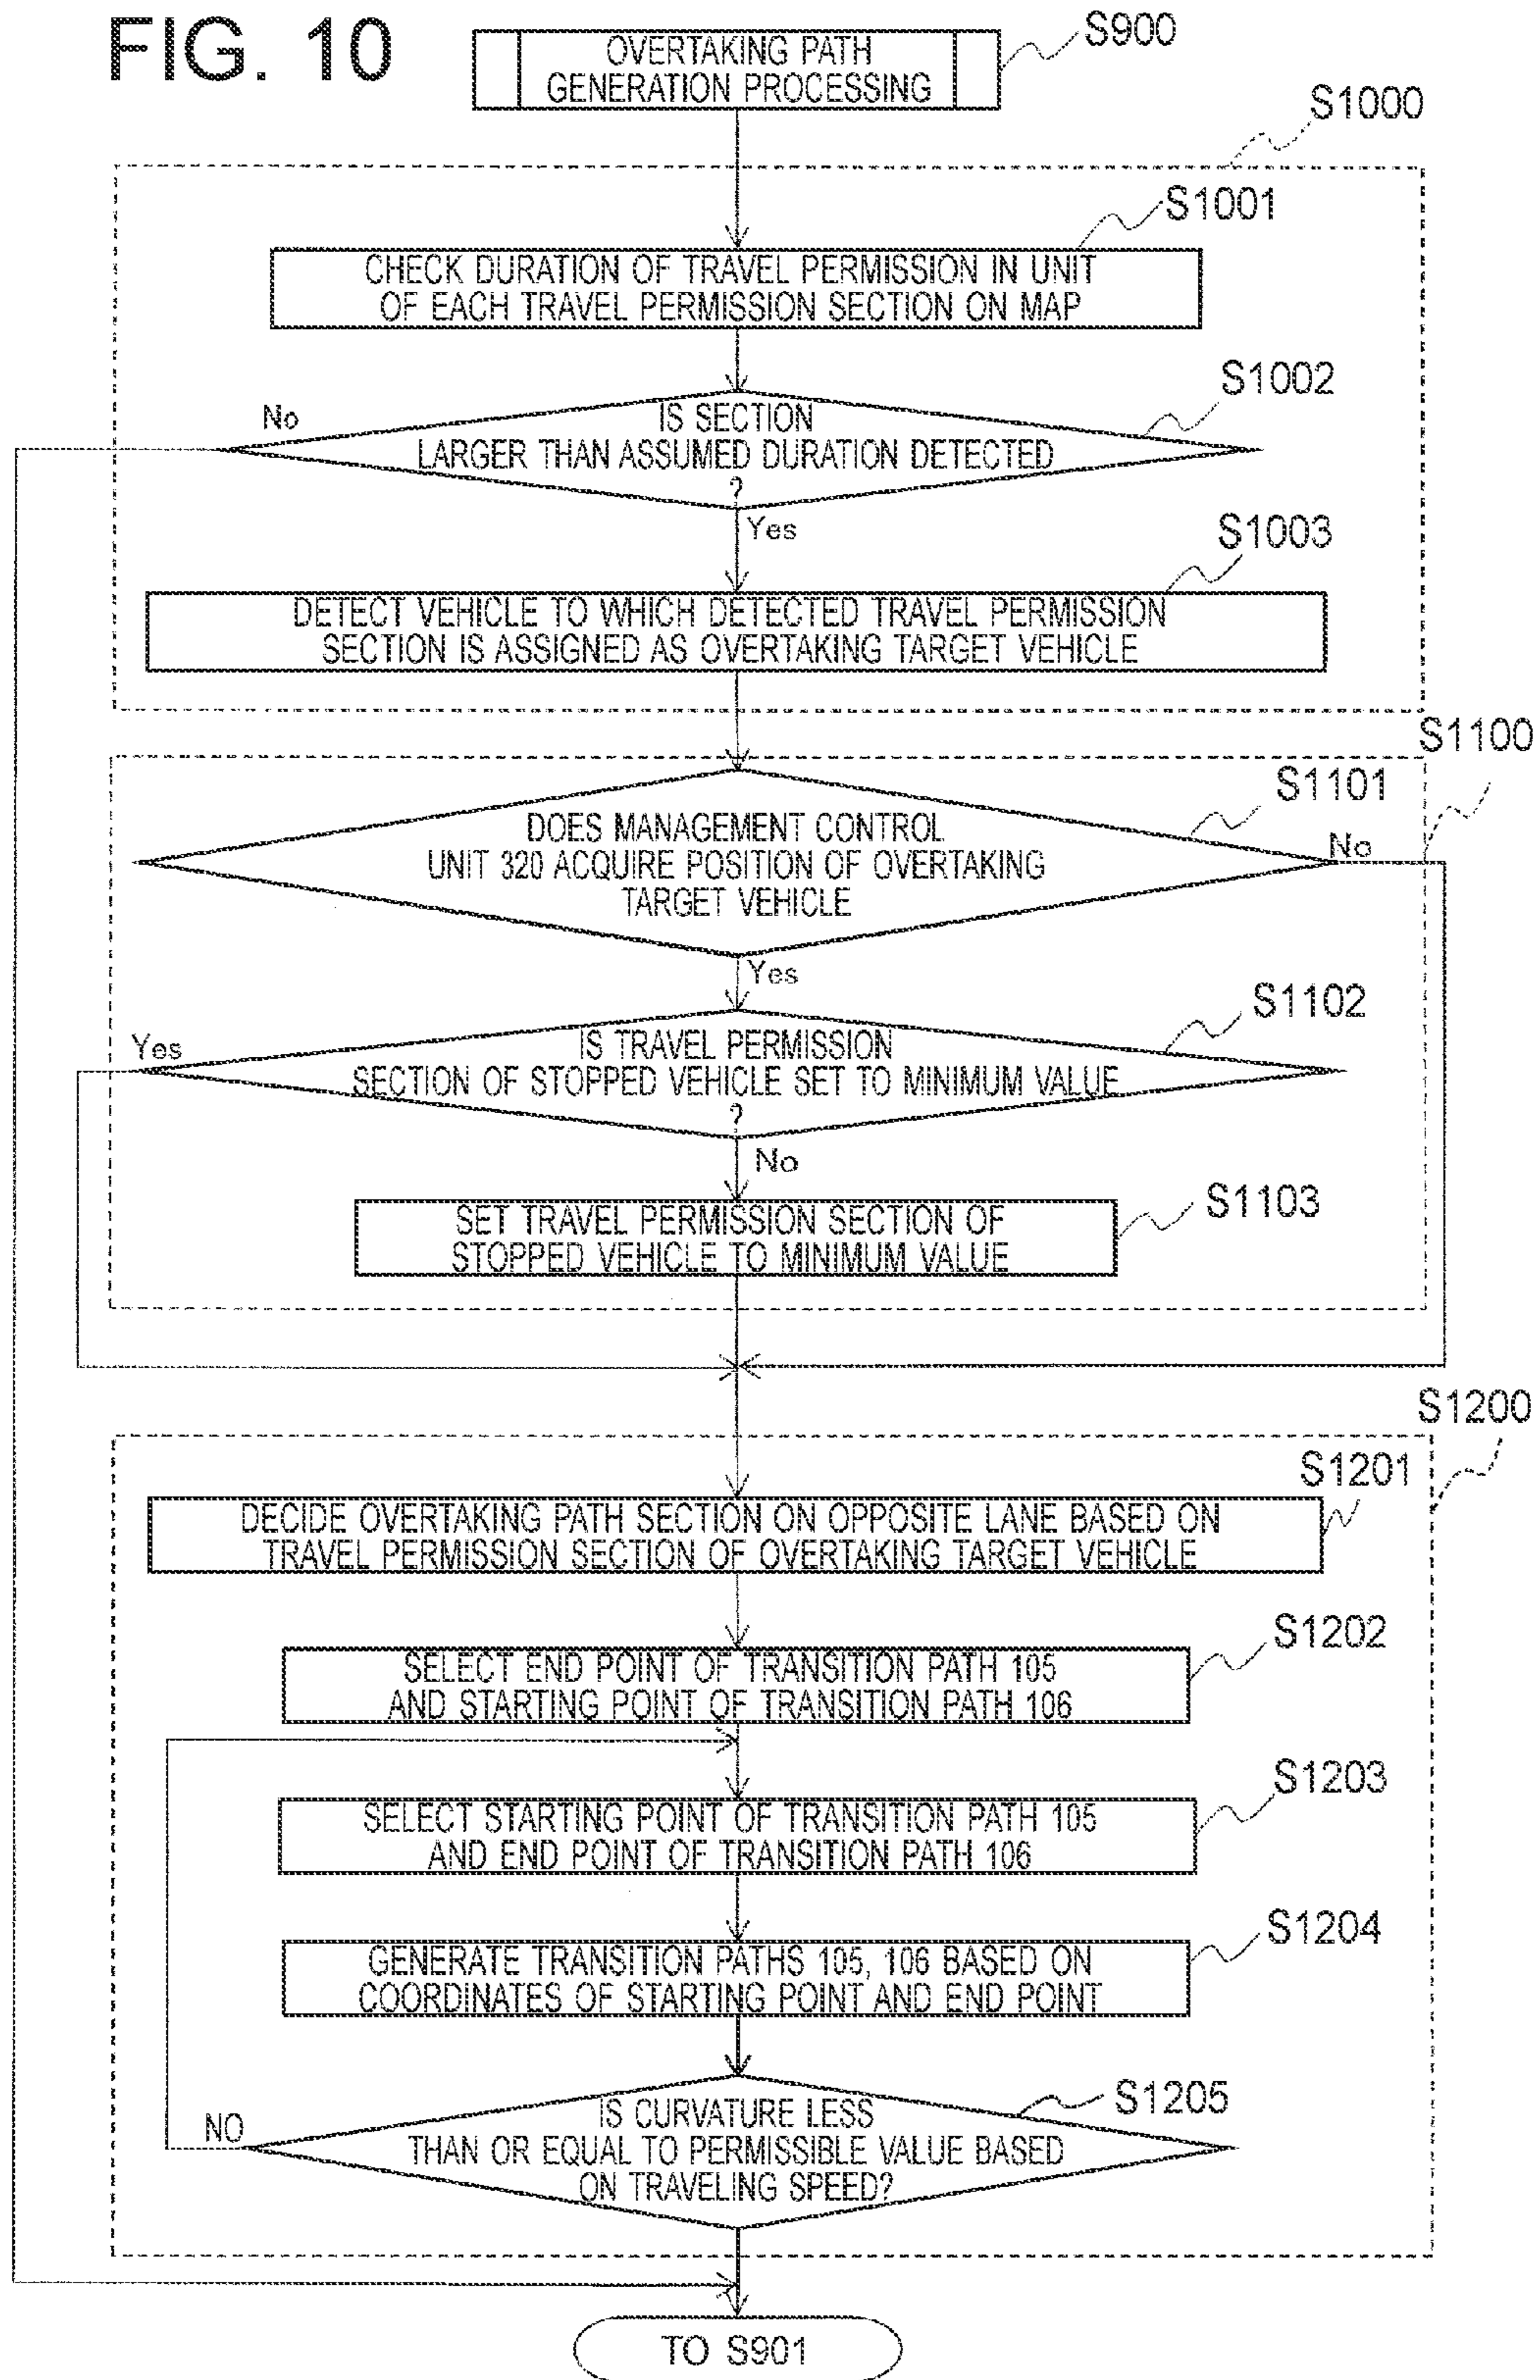 FIG. 10
S900
OVERTAKING PATH
GENERATION PROCESSING
S1000
S1001
CHECK DURATION OF TRAVEL PERMISSION IN UNIT
OF EACH TRAVEL PERMISSION SECTION ON MAP
S1002
No
IS SECTION
LARGER THAN ASSUMED DURATION DETECTED
?
Yes
S1003
DETECT VEHICLE TO WHICH DETECTED TRAVEL PERMISSION
SECTION IS ASSIGNED AS OVERTAKING TARGET VEHICLE
S1100
S1101
DOES MANAGEMENT CONTROL
UNIT 320 ACQUIRE POSITION OF OVERTAKING
TARGET VEHICLE
No
Yes
S1102
Yes
IS TRAVEL PERMISSION
SECTION OF STOPPED VEHICLE SET TO MINIMUM VALUE
?
No
S1103
SET TRAVEL PERMISSION SECTION OF
STOPPED VEHICLE TO MINIMUM VALUE
S1200
S1201
DECIDE OVERTAKING PATH SECTION ON OPPOSITE LANE BASED ON
TRAVEL PERMISSION SECTION OF OVERTAKING TARGET VEHICLE
S1202
SELECT END POINT OF TRANSITION PATH 105
AND STARTING POINT OF TRANSITION PATH 106
S1203
SELECT STARTING POINT OF TRANSITION PATH 105
AND END POINT OF TRANSITION PATH 106
S1204
GENERATE TRANSITION PATHS 105, 106 BASED ON
COORDINATES OF STARTING POINT AND END POINT
S1205
NO
IS CURVATURE LESS
THAN OR EQUAL TO PERMISSIBLE VALUE BASED
ON TRAVELING SPEED?
TO S901